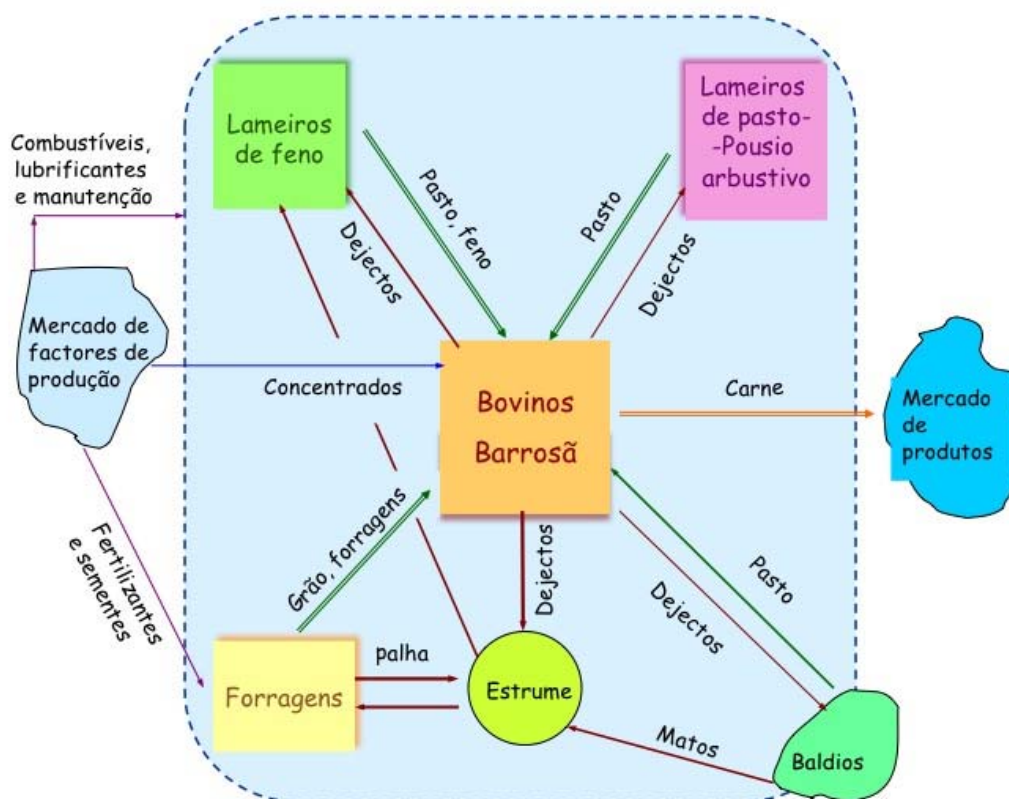 Lameiros
de feno
Lameiros
de pasto-
-Pousio
arbustivo
Combustíveis,
lubrificantes
e manutenção
Pasto, feno
Pasto
Dejectos
Dejectos
Mercado de
factores de
produção
Concentrados
Bovinos
Barrosã
Carne
Mercado
de
produtos
Grão, forragens
Fertilizantes
e sementes
Dejectos
Dejectos
Pasto
palha
Forragens
Estrume
Matos
Baldios